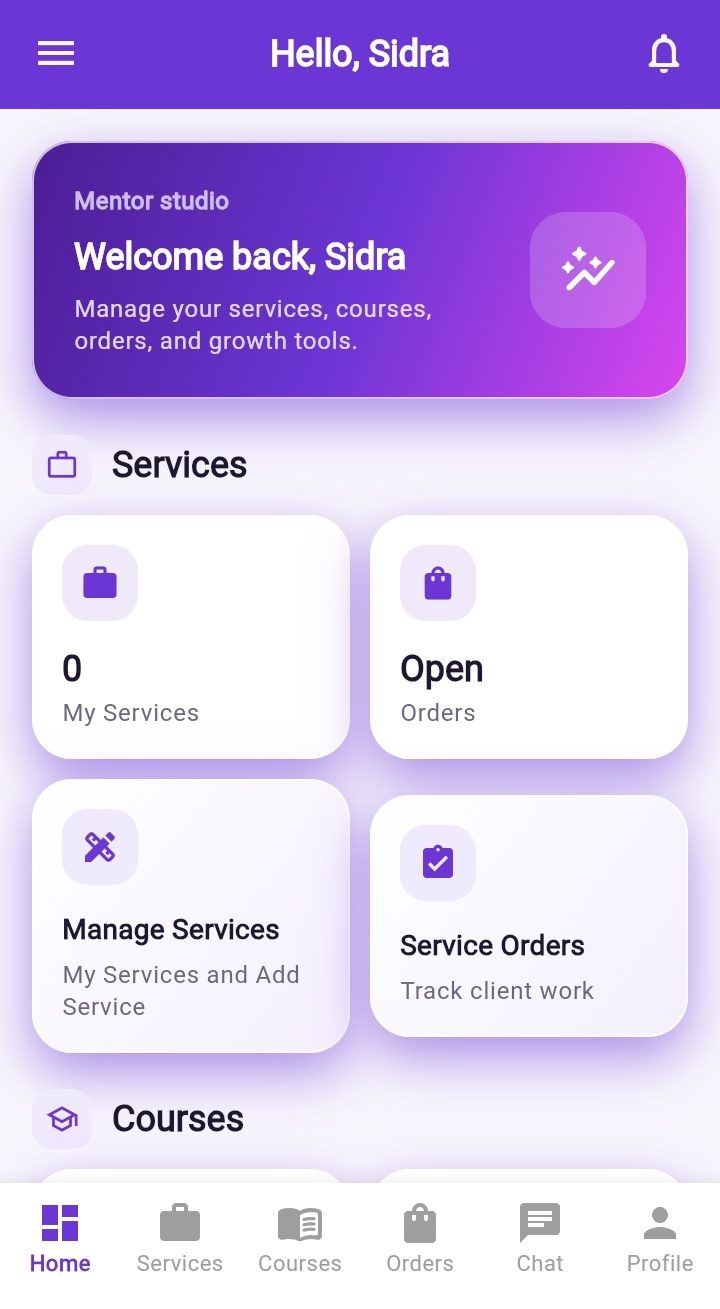 Hello, Sidra
Mentor studio
Welcome back, Sidra
Manage your services, courses,
orders, and growth tools.
Services
0
My Services
Open
Orders
Manage Services
My Services and Add
Service
Service Orders
Track client work
Courses
Home
Services
Courses
Orders
Chat
Profile